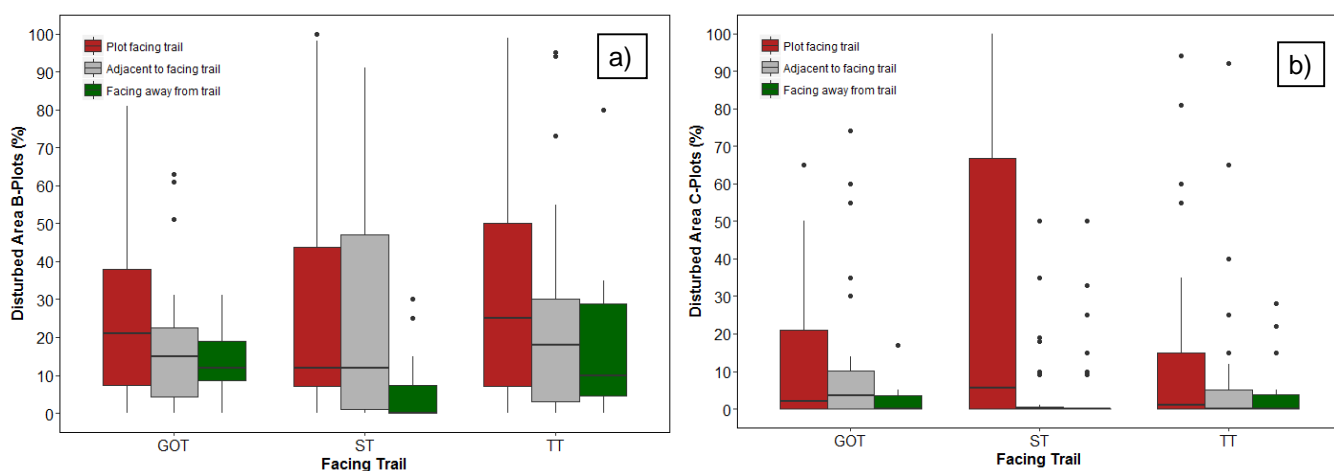 a)
Plot facing trail
Adjacent to facing trail
Facing away from trail
Disturbed Area B-Plots (%)
100
90
80
70
60
50
40
30
20
10
0
GOT ST TT
Facing Trail
b)
Plot facing trail
Adjacent to facing trail
Facing away from trail
Disturbed Area C-Plots (%)
100
90
80
70
60
50
40
30
20
10
0
GOT ST TT
Facing Trail